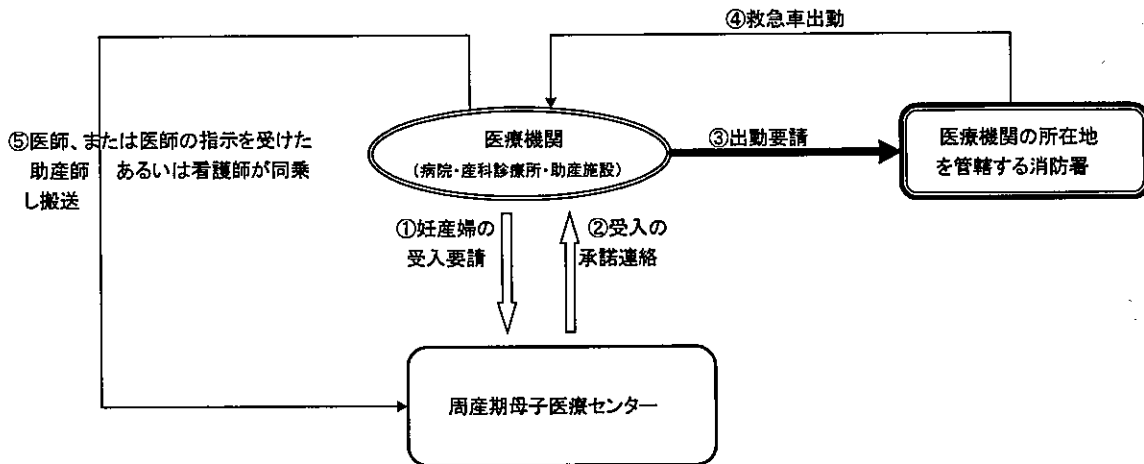 ④救急車出動
⑤医師、または医師の指示を受けた
助産師 あるいは看護師が同乗
し搬送
医療機関
(病院・産科診療所・助産施設)
③出動要請
医療機関の所在地
を管轄する消防署
①妊産婦の
受入要請
②受入の
承諾連絡
周産期母子医療センター